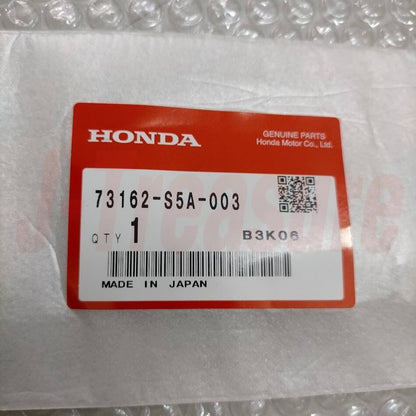 HONDA
GENUINE PARTS
Honda Motor Co., Ltd.
73162-S5A-003
QTY 1
B3K06
MADE IN JAPAN